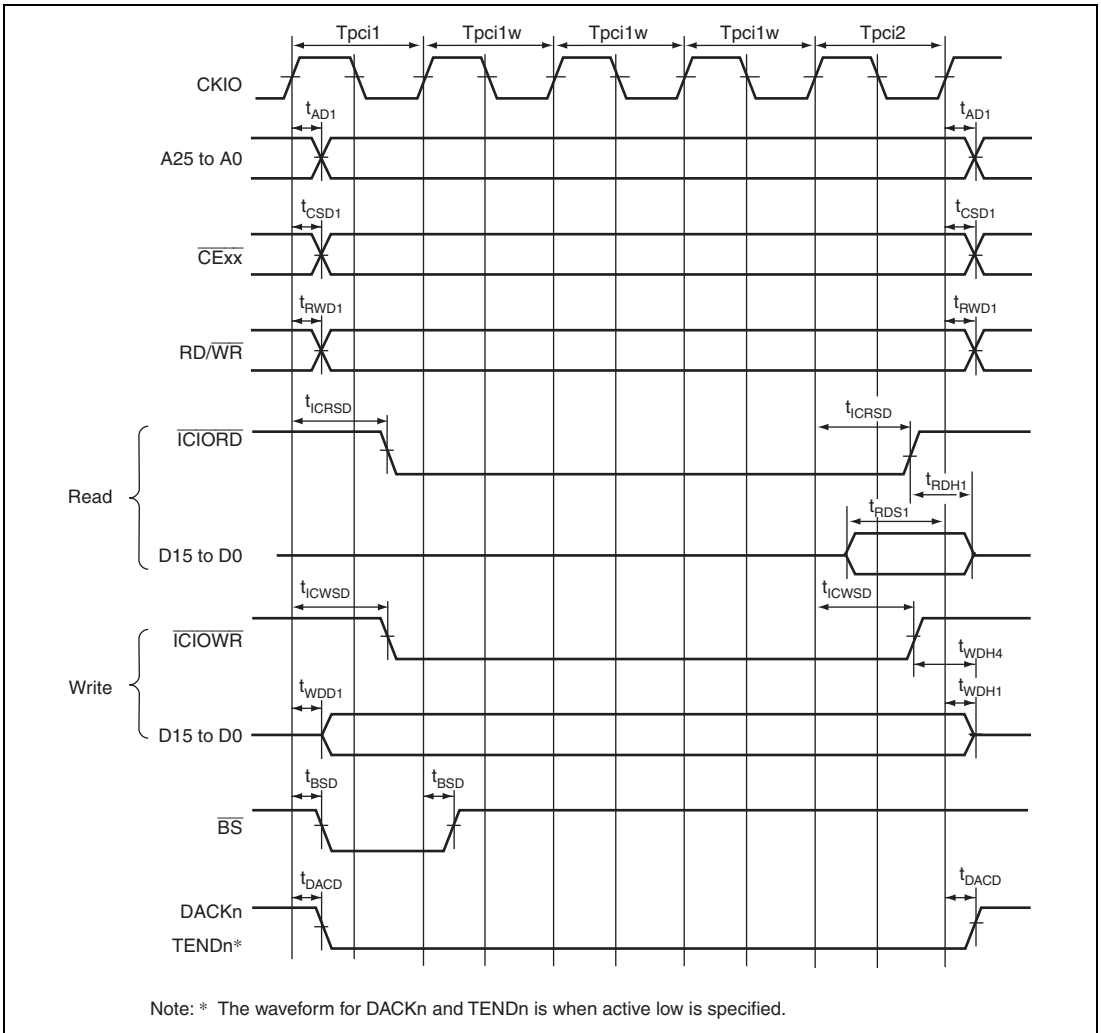 Tpci1 Tpci1w Tpci1w Tpci1w Tpci2
CKIO
tAD1 tAD1
A25 to A0
tCSD1 tCSD1
CExx
tRWD1 tRWD1
RD/WR
tICRSD tICRSD
ICIORD
tRDH1
Read
tRDS1
D15 to D0
tICWSD tICWSD
ICIOWR
tWDH4
Write
tWDD1 tWDH1
D15 to D0
tBSD tBSD
BS
tDACD tDACD
DACKn
TENDn*
Note: * The waveform for DACKn and TENDn is when active low is specified.